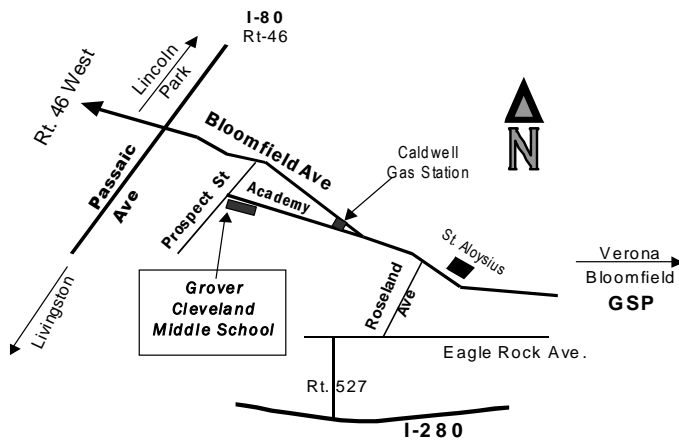 I-80
Rt-46
Lincoln
Park
Rt. 46 West
Bloomfield Ave
Caldwell
Gas Station
N
Passaic
Ave
Prospect St
Academy
St. Aloysius
Verona
Bloomfield
GSP
Grover
Cleveland
Middle School
Roseland
Ave
Livingston
Eagle Rock Ave.
Rt. 527
I-280